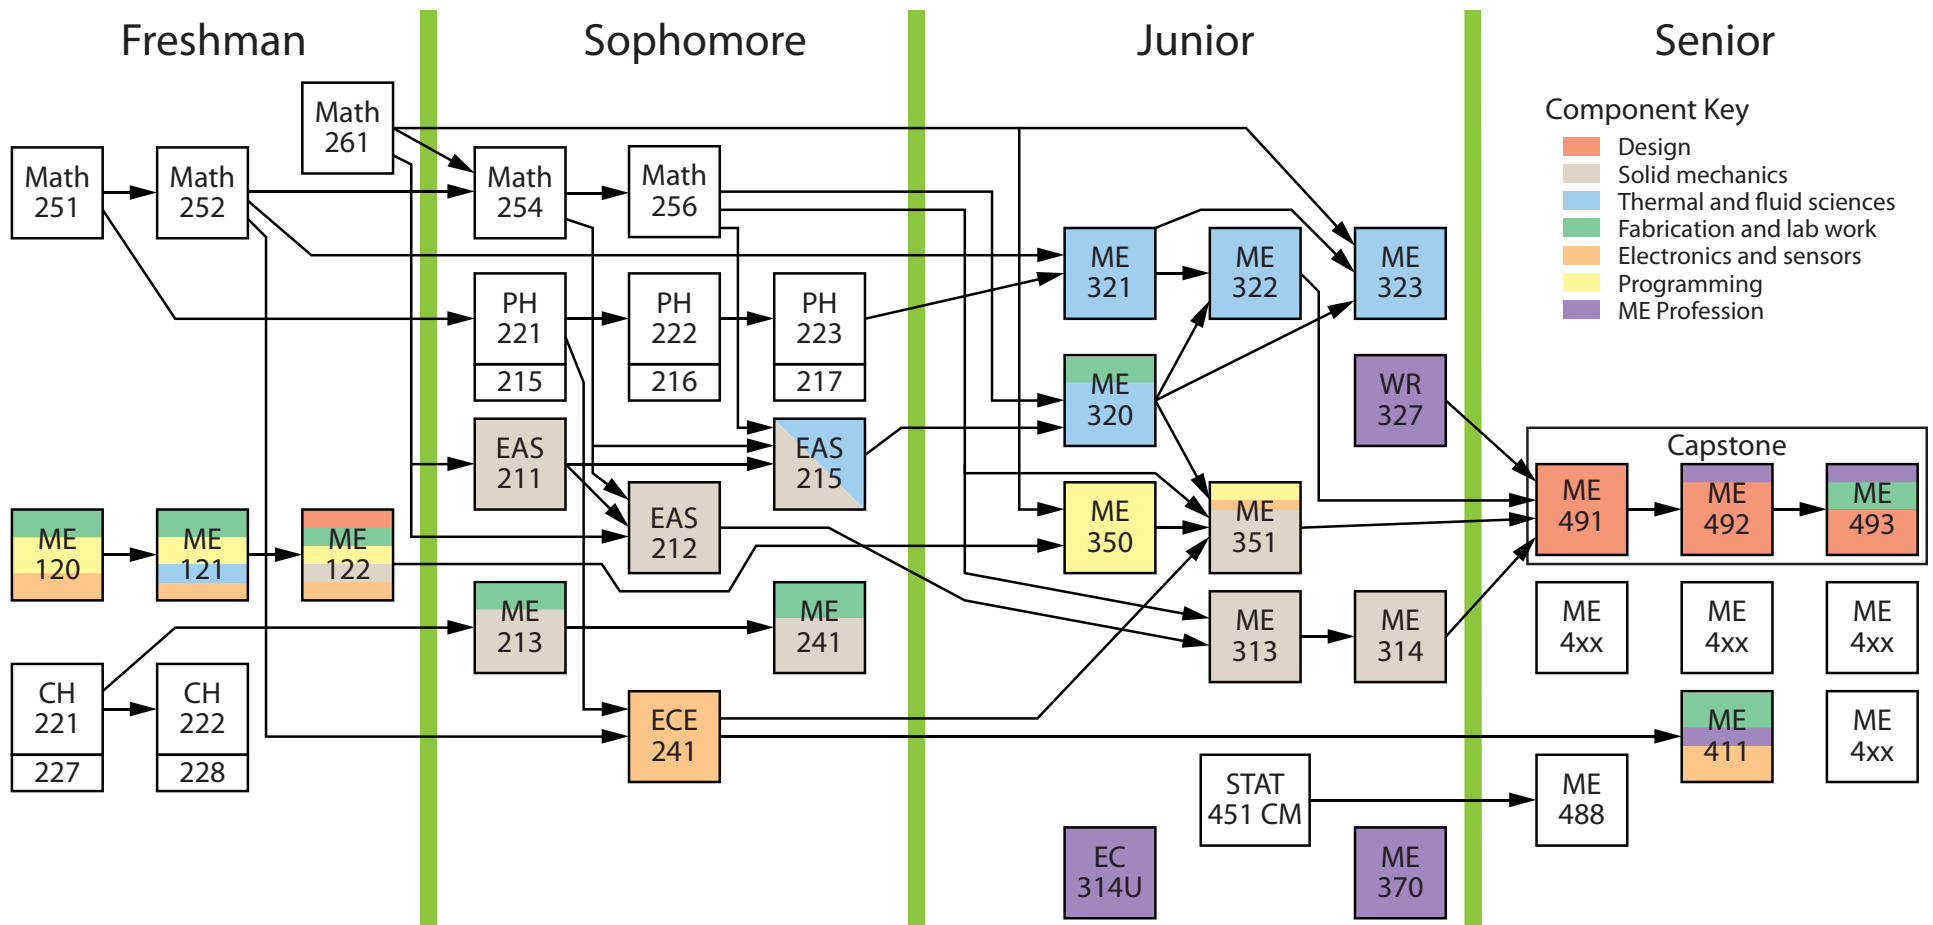 Freshman
Sophomore
Junior
Senior
Math
261
Math
251
Math
252
Math
254
Math
256
Component Key
Design
Solid mechanics
Thermal and fluid sciences
Fabrication and lab work
Electronics and sensors
Programming
ME Profession
ME
321
ME
322
ME
323
PH
221
215
PH
222
216
PH
223
217
ME
320
WR
327
EAS
211
EAS
215
EAS
212
ME
350
ME
351
Capstone
ME
491
ME
492
ME
493
ME
120
ME
121
ME
122
ME
213
ME
241
ME
313
ME
314
ME
4xx
ME
4xx
ME
4xx
CH
221
227
CH
222
228
ECE
241
ME
411
ME
4xx
STAT
451 CM
ME
488
EC
314U
ME
370